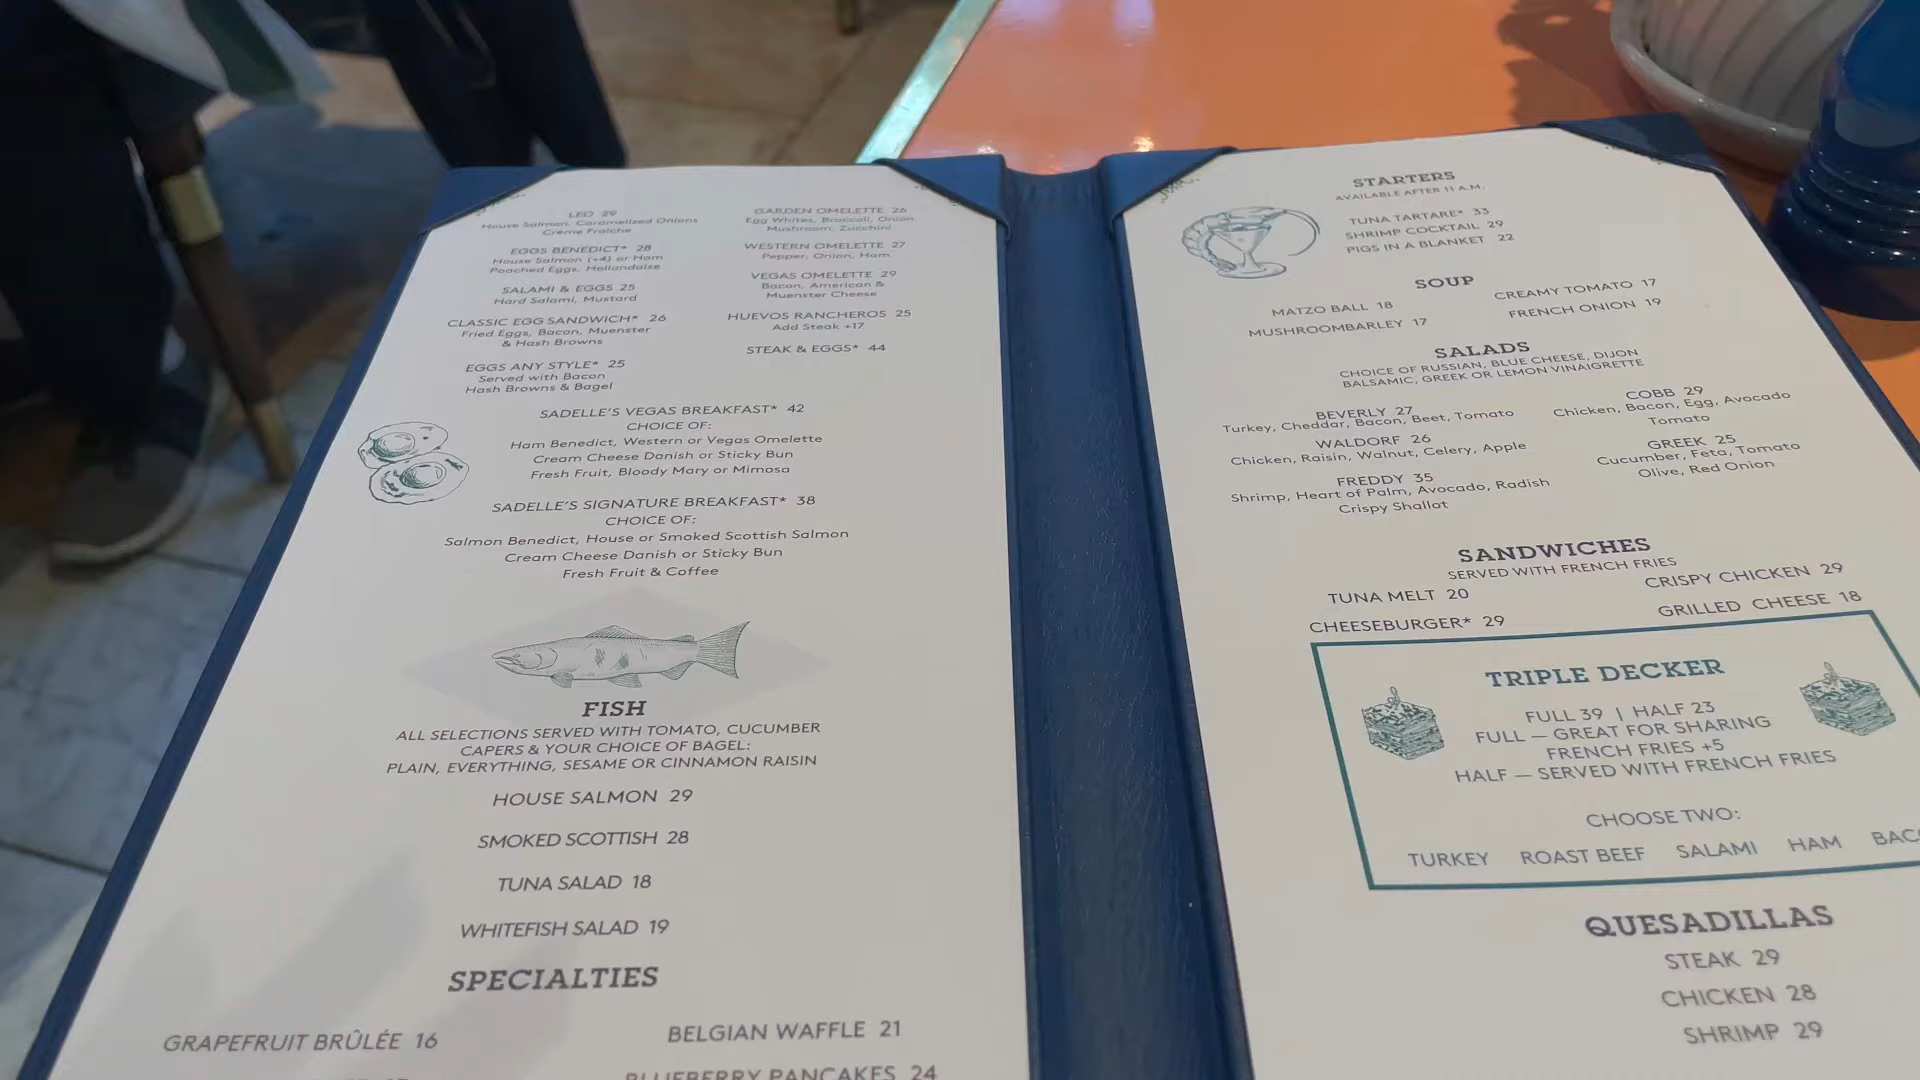 LEO 29
House Salmon, Caramelized Onions
Crème Fraîche
EGGS BENEDICT* 28
House Salmon (+4) or Ham
Poached Eggs, Hollandaise
SALAMI & EGGS 25
Hard Salami, Mustard
CLASSIC EGG SANDWICH* 26
Fried Eggs, Bacon, Muenster
& Hash Browns
EGGS ANY STYLE* 25
Served with Bacon
Hash Browns & Bagel
GARDEN OMELETTE 26
Egg Whites, Broccoli, Onion
Mushroom, Zucchini
WESTERN OMELETTE 27
Pepper, Onion, Ham
VEGAS OMELETTE 29
Bacon, American &
Muenster Cheese
HUEVOS RANCHEROS 25
Add Steak +17
STEAK & EGGS* 44
SADELLE'S VEGAS BREAKFAST* 42
CHOICE OF:
Ham Benedict, Western or Vegas Omelette
Cream Cheese Danish or Sticky Bun
Fresh Fruit, Bloody Mary or Mimosa
SADELLE'S SIGNATURE BREAKFAST* 38
CHOICE OF:
Salmon Benedict, House or Smoked Scottish Salmon
Cream Cheese Danish or Sticky Bun
Fresh Fruit & Coffee
FISH
ALL SELECTIONS SERVED WITH TOMATO, CUCUMBER
CAPERS & YOUR CHOICE OF BAGEL:
PLAIN, EVERYTHING, SESAME OR CINNAMON RAISIN
HOUSE SALMON 29
SMOKED SCOTTISH 28
TUNA SALAD 18
WHITEFISH SALAD 19
SPECIALTIES
GRAPEFRUIT BRÛLÉE 16
BELGIAN WAFFLE 21
BLUEBERRY PANCAKES 24
STARTERS
AVAILABLE AFTER 11 A.M.
TUNA TARTARE* 33
SHRIMP COCKTAIL 29
PIGS IN A BLANKET 22
SOUP
MATZO BALL 18
MUSHROOM BARLEY 17
CREAMY TOMATO 17
FRENCH ONION 19
SALADS
CHOICE OF RUSSIAN, BLUE CHEESE, DIJON
BALSAMIC, GREEK OR LEMON VINAIGRETTE
BEVERLY 27
Turkey, Cheddar, Bacon, Beet, Tomato
WALDORF 26
Chicken, Raisin, Walnut, Celery, Apple
FREDDY 35
Shrimp, Heart of Palm, Avocado, Radish
Crispy Shallot
COBB 29
Chicken, Bacon, Egg, Avocado
Tomato
GREEK 25
Cucumber, Feta, Tomato
Olive, Red Onion
SANDWICHES
SERVED WITH FRENCH FRIES
TUNA MELT 20
CHEESEBURGER* 29
CRISPY CHICKEN 29
GRILLED CHEESE 18
TRIPLE DECKER
FULL 39 | HALF 23
FULL — GREAT FOR SHARING
FRENCH FRIES +5
HALF — SERVED WITH FRENCH FRIES
CHOOSE TWO:
TURKEY ROAST BEEF SALAMI HAM BACO
QUESADILLAS
STEAK 29
CHICKEN 28
SHRIMP 29